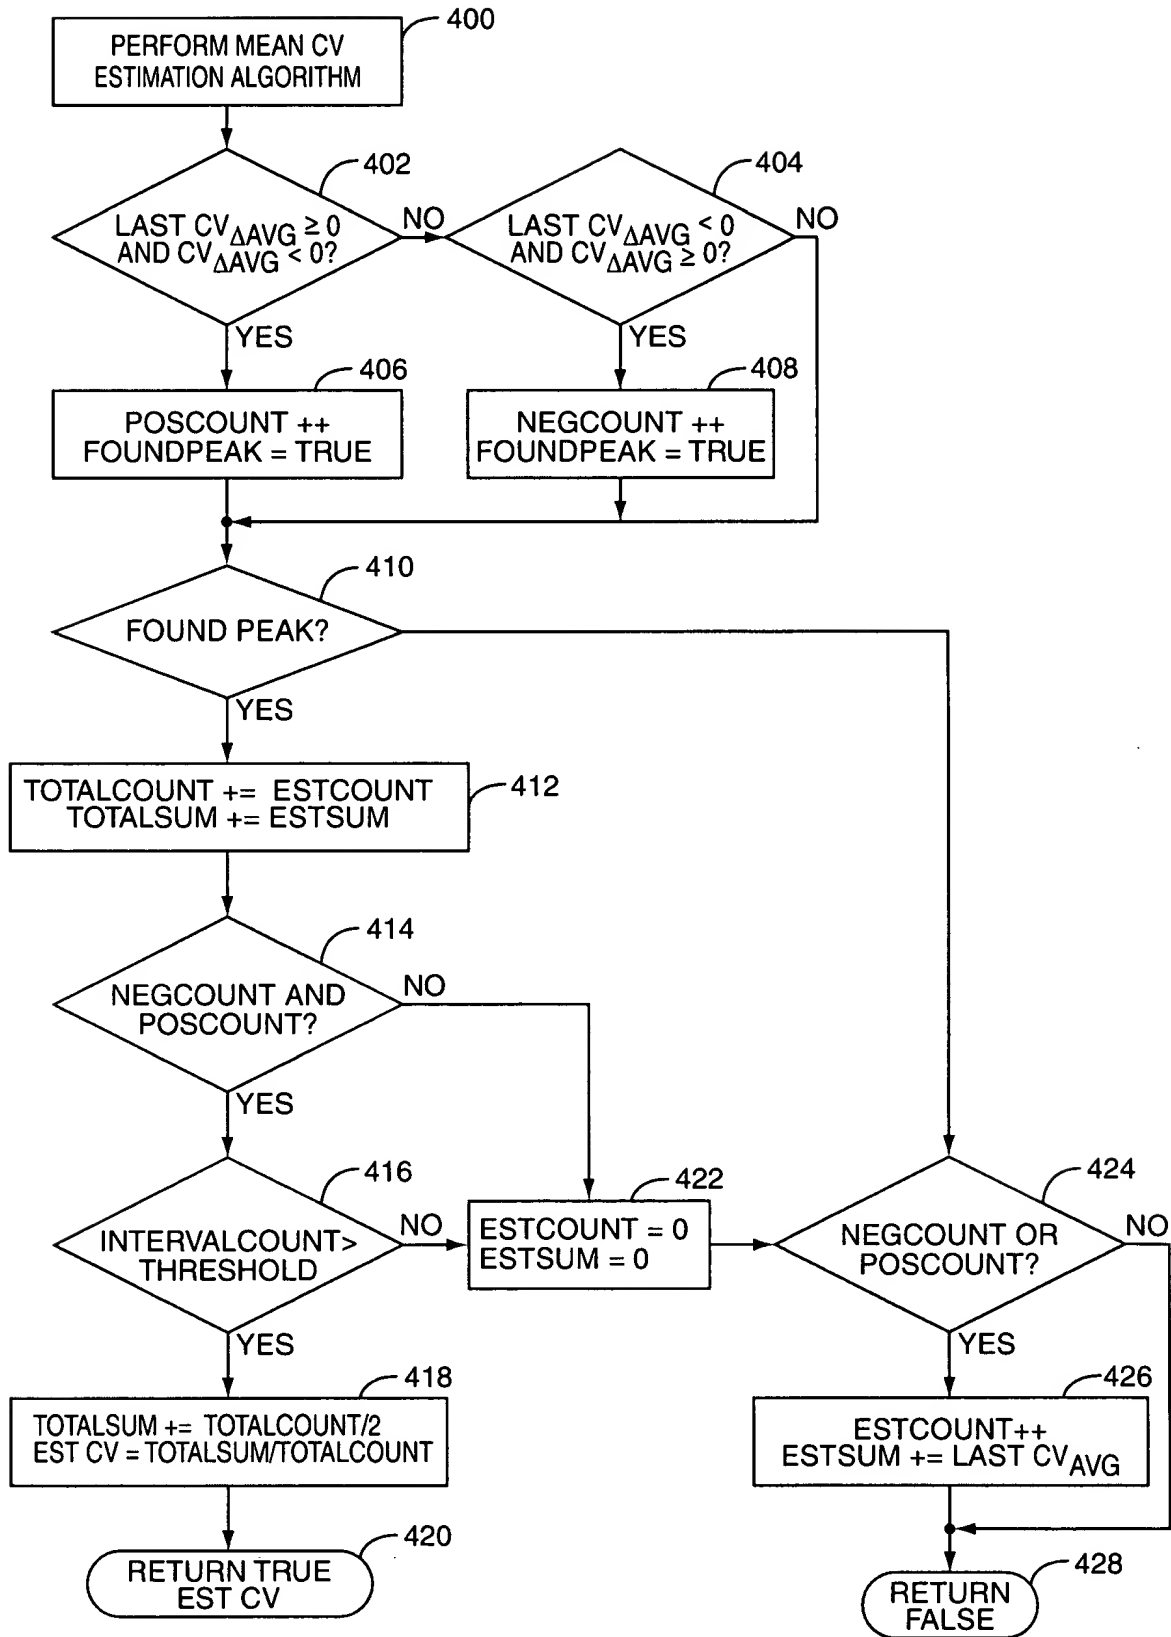 400
PERFORM MEAN CV
ESTIMATION ALGORITHM
402
LAST CVΔAVG ≥ 0
AND CVΔAVG < 0?
NO
YES
404
LAST CVΔAVG < 0
AND CVΔAVG ≥ 0?
NO
YES
406
POSCOUNT ++
FOUNDPEAK = TRUE
408
NEGCOUNT ++
FOUNDPEAK = TRUE
410
FOUND PEAK?
YES
412
TOTALCOUNT += ESTCOUNT
TOTALSUM += ESTSUM
414
NEGCOUNT AND
POSCOUNT?
NO
YES
416
INTERVALCOUNT>
THRESHOLD
NO
YES
422
ESTCOUNT = 0
ESTSUM = 0
424
NEGCOUNT OR
POSCOUNT?
NO
YES
418
TOTALSUM += TOTALCOUNT/2
EST CV = TOTALSUM/TOTALCOUNT
426
ESTCOUNT++
ESTSUM += LAST CVAVG
420
RETURN TRUE
EST CV
428
RETURN
FALSE